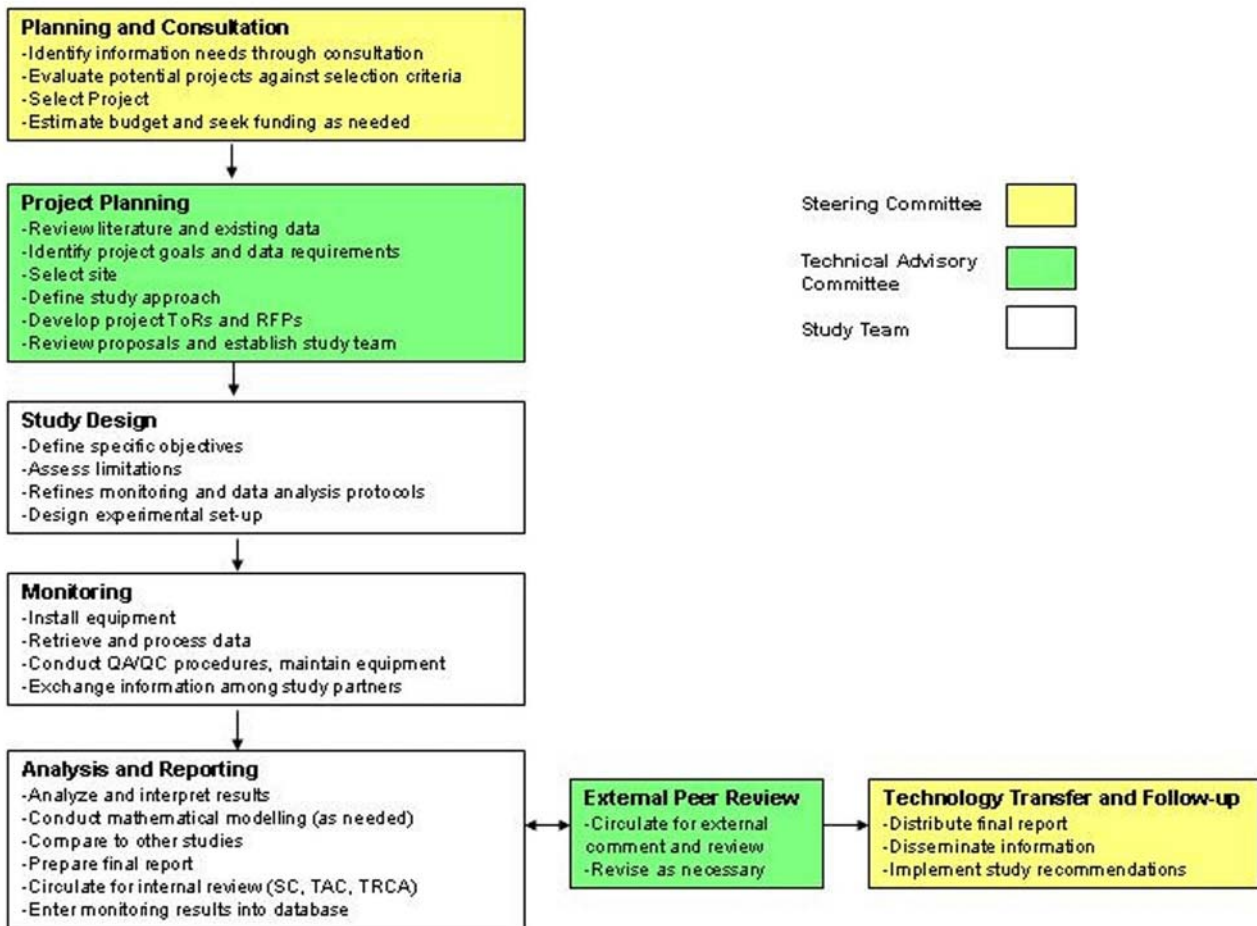 Planning and Consultation
-Identify information needs through consultation
-Evaluate potential projects against selection criteria
-Select Project
-Estimate budget and seek funding as needed
Project Planning
-Review literature and existing data
-Identify project goals and data requirements
-Select site
-Define study approach
-Develop project ToRs and RFPs
-Review proposals and establish study team
Steering Committee
Technical Advisory
Committee
Study Team
Study Design
-Define specific objectives
-Assess limitations
-Refines monitoring and data analysis protocols
-Design experimental set-up
Monitoring
-Install equipment
-Retrieve and process data
-Conduct QA/QC procedures, maintain equipment
-Exchange information among study partners
Analysis and Reporting
-Analyze and interpret results
-Conduct mathematical modelling (as needed)
-Compare to other studies
-Prepare final report
-Circulate for internal review (SC, TAC, TRCA)
-Enter monitoring results into database
External Peer Review
-Circulate for external
comment and review
-Revise as necessary
Technology Transfer and Follow-up
-Distribute final report
-Disseminate information
-Implement study recommendations